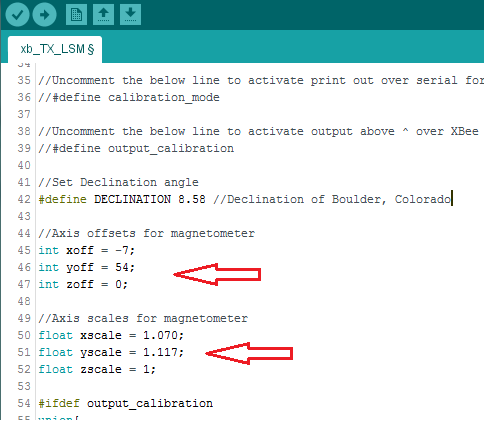 xb_TX_LSM §
34
35 //Uncomment the below line to activate print out over serial for
36 //#define calibration_mode
37
38 //Uncomment the below line to activate output above ^ over XBee
39 //#define output_calibration
40
41 //Set Declination angle
42 #define DECLINATION 8.58 //Declination of Boulder, Colorado
43
44 //Axis offsets for magnetometer
45 int xoff = -7;
46 int yoff = 54;
47 int zoff = 0;
48
49 //Axis scales for magnetometer
50 float xscale = 1.070;
51 float yscale = 1.117;
52 float zscale = 1;
53
54 #ifdef output_calibration
55 union{